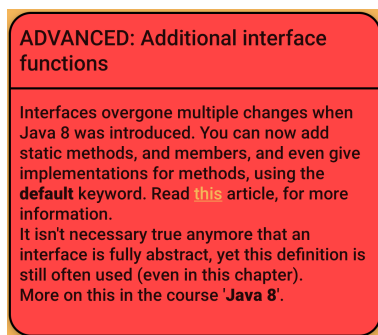 ADVANCED: Additional interface
functions
Interfaces overgone multiple changes when
Java 8 was introduced. You can now add
static methods, and members, and even give
implementations for methods, using the
default keyword. Read this article, for more
information.
It isn't necessary true anymore that an
interface is fully abstract, yet this definition is
still often used (even in this chapter).
More on this in the course 'Java 8'.